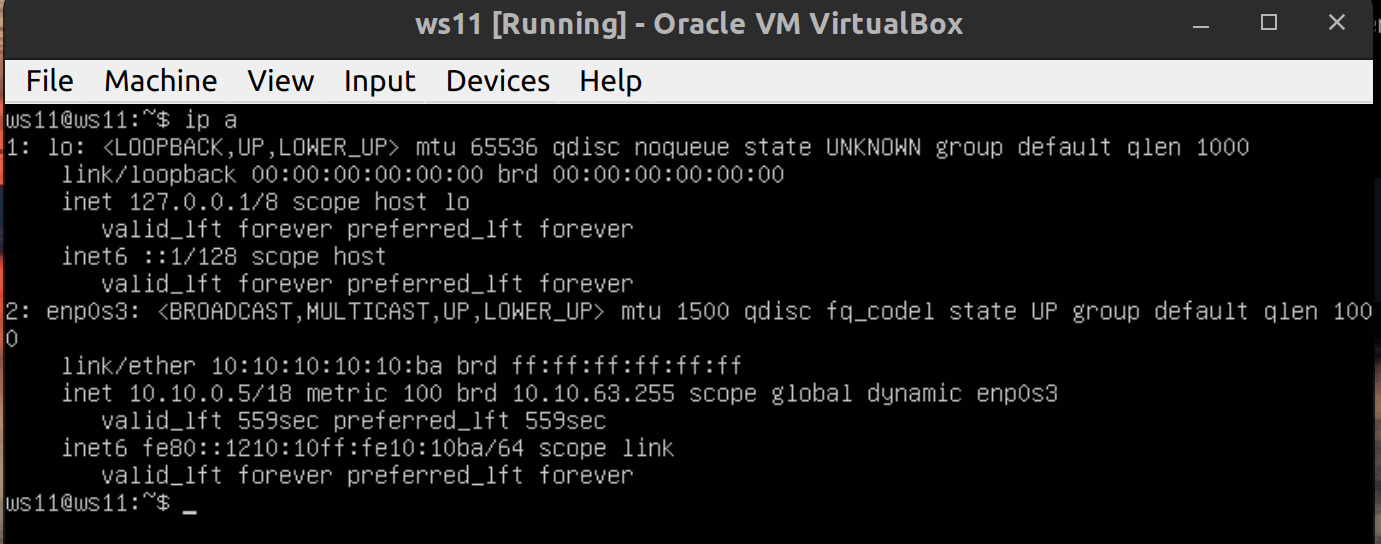 ws11 [Running] - Oracle VM VirtualBox
File Machine View Input Devices Help
ws11@ws11:~$ ip a
1: lo: <LOOPBACK,UP,LOWER_UP> mtu 65536 qdisc noqueue state UNKNOWN group default qlen 1000
    link/loopback 00:00:00:00:00:00 brd 00:00:00:00:00:00
    inet 127.0.0.1/8 scope host lo
       valid_lft forever preferred_lft forever
    inet6 ::1/128 scope host
       valid_lft forever preferred_lft forever
2: enp0s3: <BROADCAST,MULTICAST,UP,LOWER_UP> mtu 1500 qdisc fq_codel state UP group default qlen 100
0
    link/ether 10:10:10:10:10:ba brd ff:ff:ff:ff:ff:ff
    inet 10.10.0.5/18 metric 100 brd 10.10.63.255 scope global dynamic enp0s3
       valid_lft 559sec preferred_lft 559sec
    inet6 fe80::1210:10ff:fe10:10ba/64 scope link
       valid_lft forever preferred_lft forever
ws11@ws11:~$ _